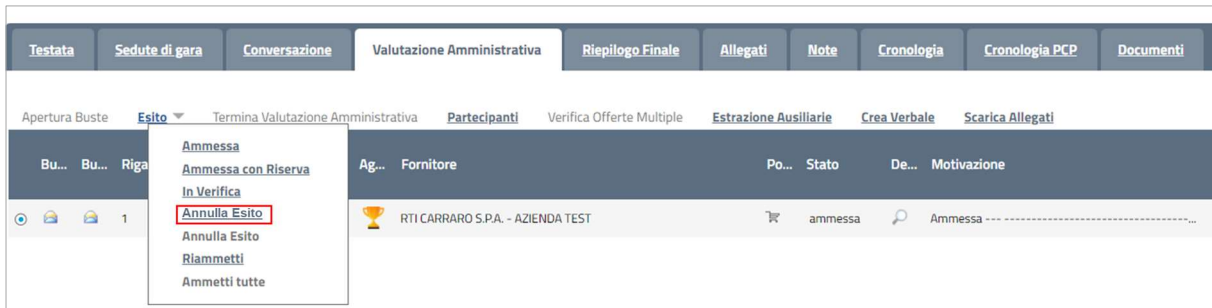 Testata Sedute di gara Conversazione Valutazione Amministrativa Riepilogo Finale Allegati Note Cronologia Cronologia PCP Documenti
Apertura Buste Esito Termina Valutazione Amministrativa Partecipanti Verifica Offerte Multiple Estrazione Ausiliarie Crea Verbale Scarica Allegati
Bu... Bu... Riga Ag... Fornitore Po... Stato De... Motivazione
1 RTI CARRARO S.P.A. - AZIENDA TEST ammessa Ammessa --- ----------------------------------...
Ammessa
Ammessa con Riserva
In Verifica
Annulla Esito
Annulla Esito
Riammetti
Ammetti tutte